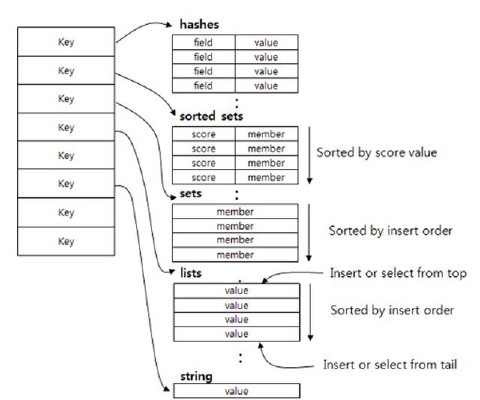 Key
Key
Key
Key
Key
Key
Key
Key
hashes
field value
field value
field value
field value
:
sorted sets
score member
score member
score member
score member
Sorted by score value
:
sets
member
member
member
member
Sorted by insert order
:
lists
Insert or select from top
value
value
value
value
Sorted by insert order
Insert or select from tail
:
string
value